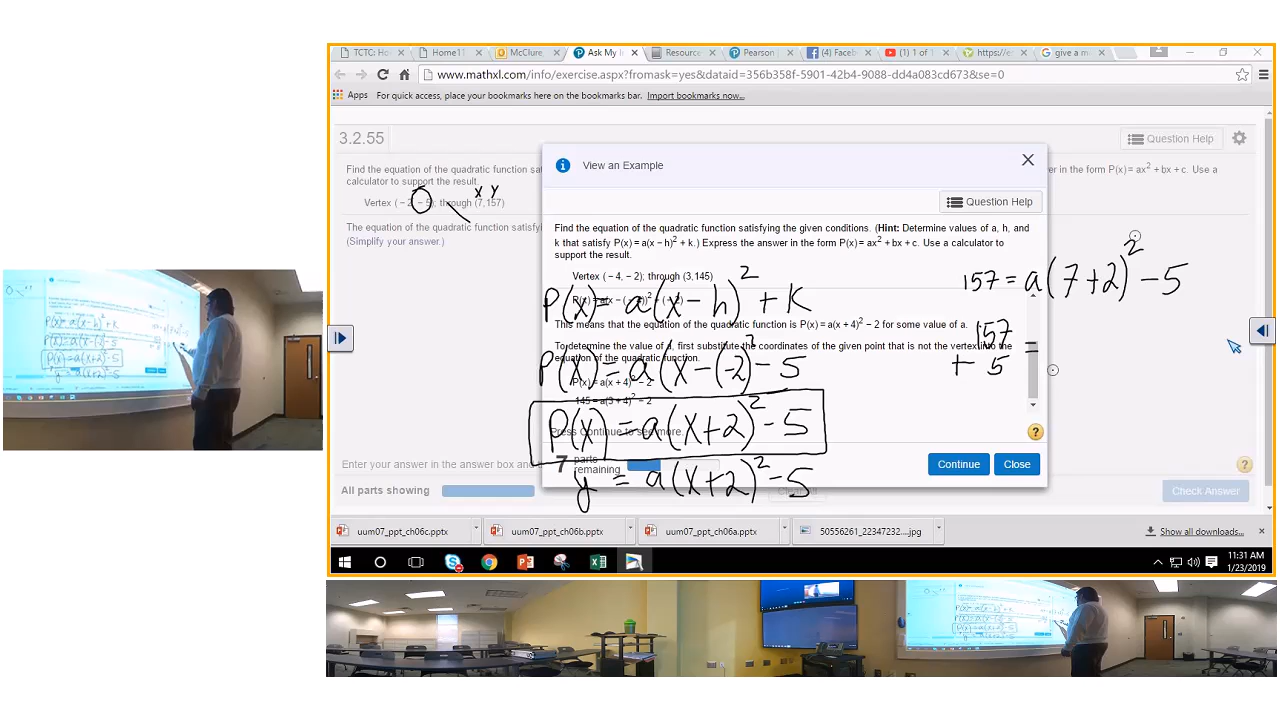 TCTC: Ho
Home11
McClure,
Ask My I
Resource
Pearson
(4) Faceb
(1) 1 of 1
https://e
give a m
www.mathxl.com/info/exercise.aspx?fromask=yes&dataid=356b358f-5901-42b4-9088-dd4a083cd673&se=0
Apps For quick access, place your bookmarks here on the bookmarks bar. Import bookmarks now...
3.2.55
Question Help
Find the equation of the quadratic function sat
er in the form P(x) = ax² + bx + c. Use a
calculator to support the result.
Vertex (−2, −5); through (7,157)
x y
The equation of the quadratic function satisfyi
(Simplify your answer.)
View an Example
Question Help
Find the equation of the quadratic function satisfying the given conditions. (Hint: Determine values of a, h, and
k that satisfy P(x) = a(x − h)² + k.) Express the answer in the form P(x) = ax² + bx + c. Use a calculator to
support the result.
Vertex (−4, −2); through (3,145)
This means that the equation of the quadratic function is P(x) = a(x + 4)² − 2 for some value of a.
To determine the value of a, first substitute the coordinates of the given point that is not the vertex into the
equation of the quadratic function.
P(x) = a(x + 4)² − 2
145 = a(3 + 4)² − 2
Press Continue to see more.
7 parts remaining
Continue
Close
P(x) = a(x − h)² + k
P(x) = a(x − (−2))² − 5
P(x) = a(x+2)² − 5
y = a(x+2)² − 5
157 = a(7+2)² − 5
157 =
+ 5
Enter your answer in the answer box and th
All parts showing
Clear All
Check Answer
uum07_ppt_ch06c.pptx
uum07_ppt_ch06b.pptx
uum07_ppt_ch06a.pptx
50556261_22347232....jpg
Show all downloads...
11:31 AM
1/23/2019